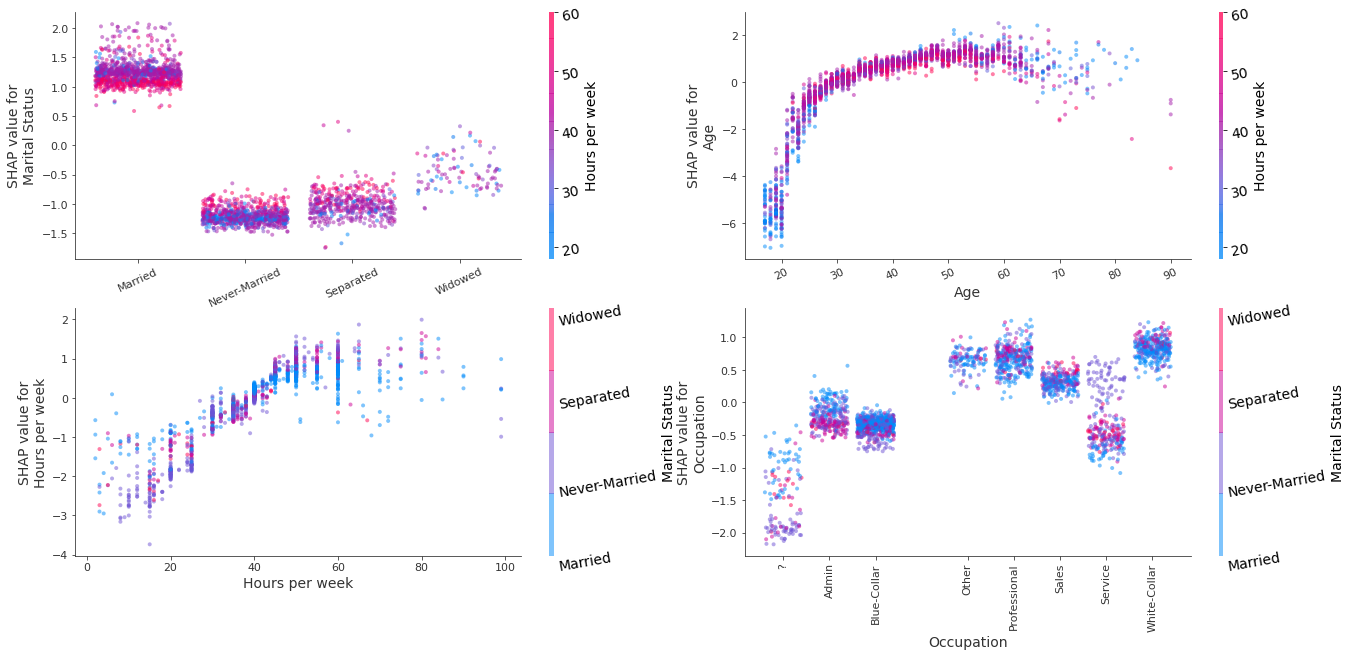 SHAP value for
Marital Status
2.0
1.5
1.0
0.5
0.0
−0.5
−1.0
−1.5
Married
Never-Married
Separated
Widowed
60
50
40
30
20
Hours per week
SHAP value for
Age
2
0
−2
−4
−6
20
30
40
50
60
70
80
90
Age
60
50
40
30
20
Hours per week
SHAP value for
Hours per week
2
1
0
−1
−2
−3
−4
0
20
40
60
80
100
Hours per week
Widowed
Separated
Never-Married
Married
Marital Status
SHAP value for
Occupation
1.0
0.5
0.0
−0.5
−1.0
−1.5
−2.0
?
Admin
Blue-Collar
Other
Professional
Sales
Service
White-Collar
Occupation
Widowed
Separated
Never-Married
Married
Marital Status